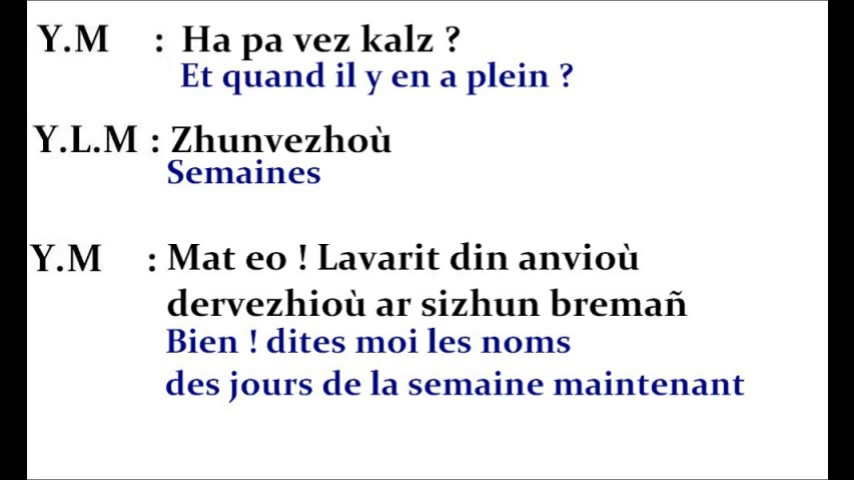 Y.M : Ha pa vez kalz ?
Et quand il y en a plein ?
Y.L.M : Zhunvezhoù
Semaines
Y.M : Mat eo ! Lavarit din anvioù
dervezhioù ar sizhun bremañ
Bien ! dites moi les noms
des jours de la semaine maintenant